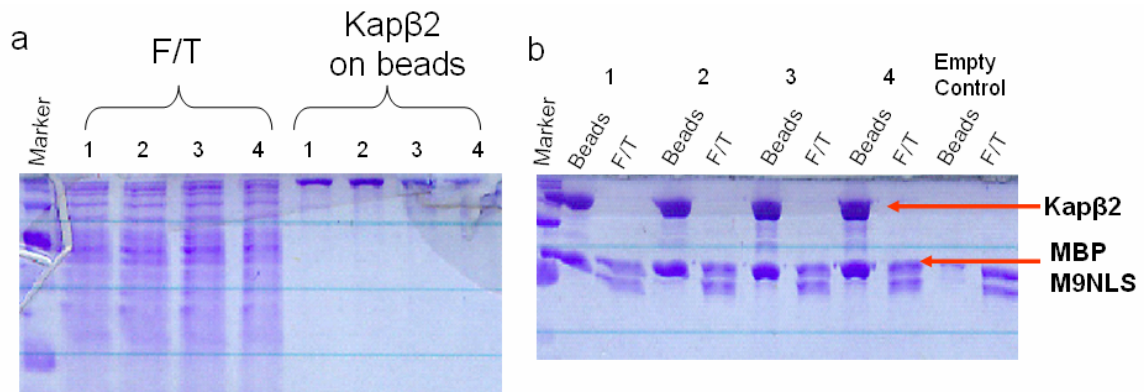 a
F/T
Kapβ2
on beads
Marker
1 2 3 4 1 2 3 4
b
1 2 3 4 Empty
Control
Marker Beads F/T Beads F/T Beads F/T Beads F/T Beads F/T
Kapβ2
MBP
M9NLS